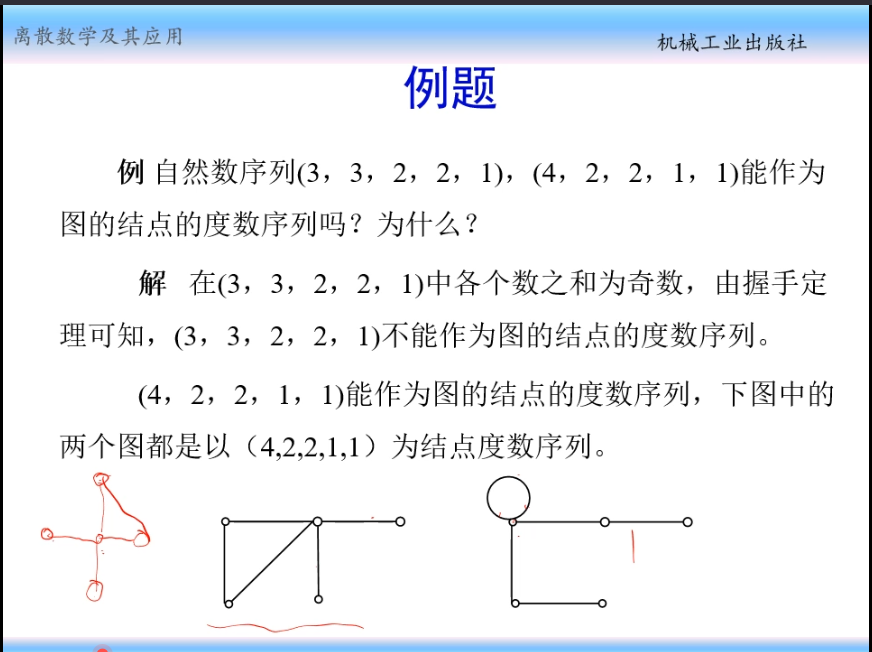 离散数学及其应用
机械工业出版社
例题
例 自然数序列(3，3，2，2，1)，(4，2，2，1，1)能作为
图的结点的度数序列吗？为什么？
解 在(3，3，2，2，1)中各个数之和为奇数，由握手定
理可知，(3，3，2，2，1)不能作为图的结点的度数序列。
(4，2，2，1，1)能作为图的结点的度数序列，下图中的
两个图都是以（4,2,2,1,1）为结点度数序列。